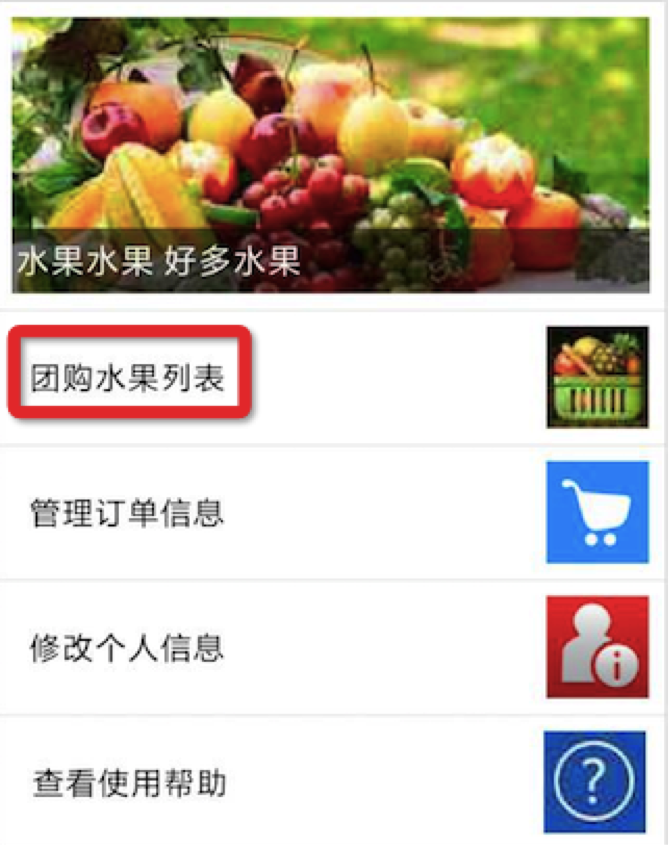 水果水果 好多水果
团购水果列表
管理订单信息
修改个人信息
查看使用帮助